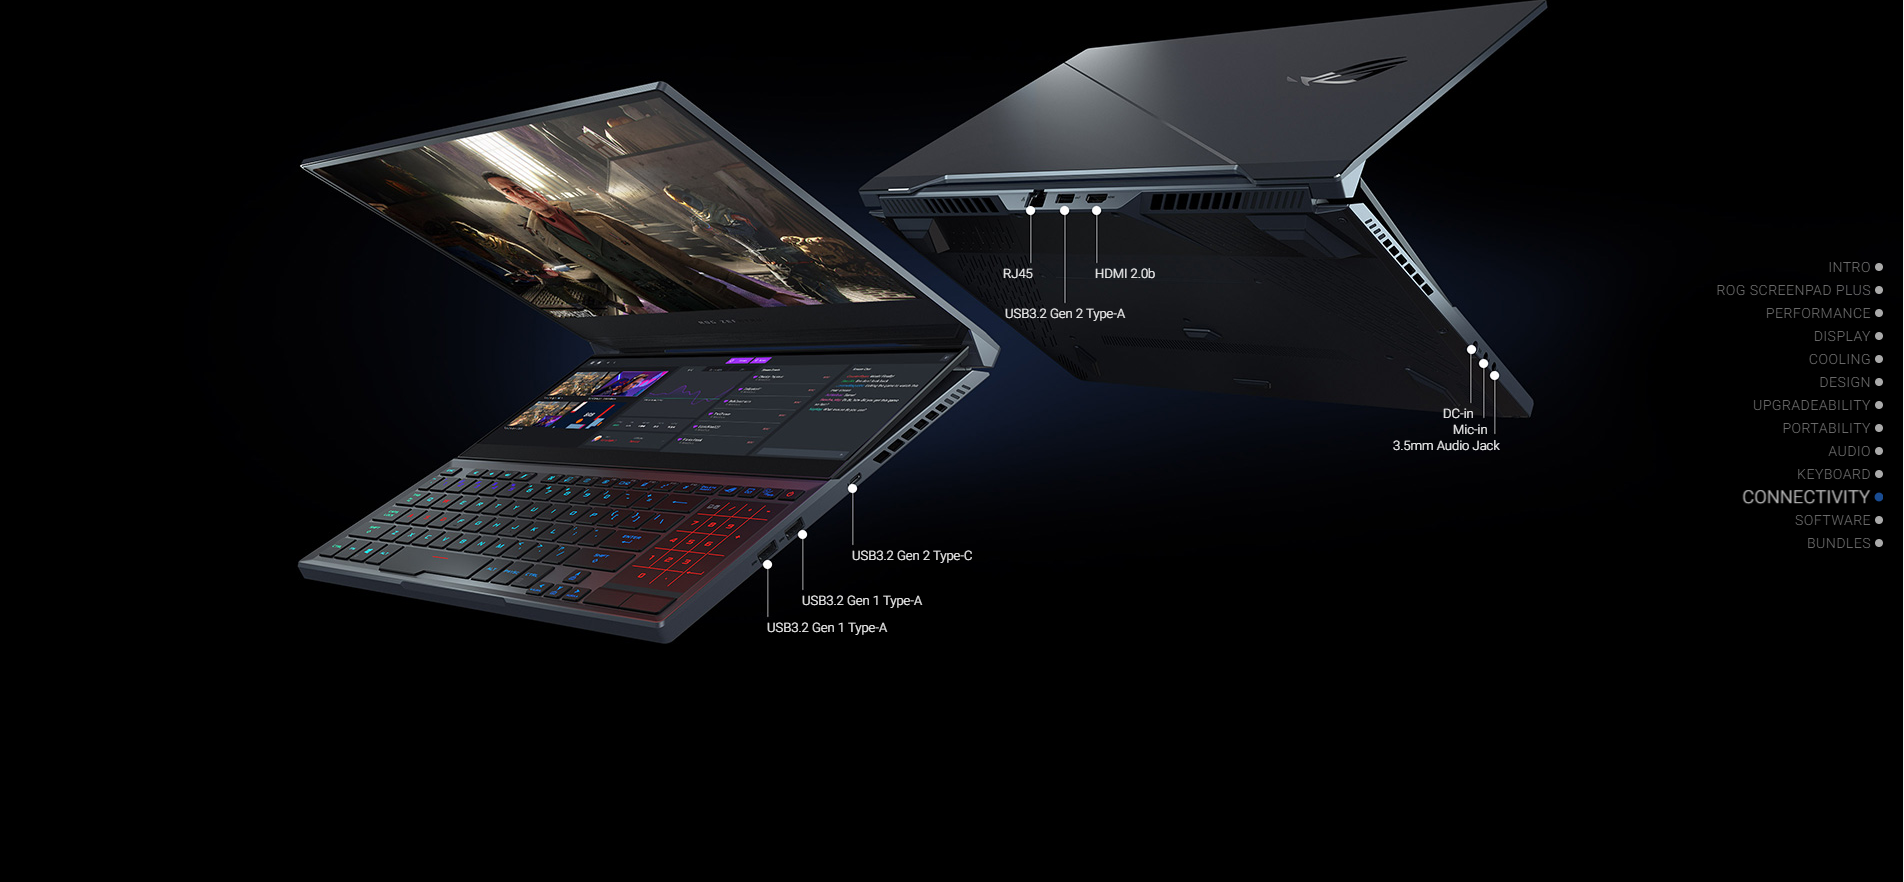 RJ45
HDMI 2.0b
USB3.2 Gen 2 Type-A
DC-in
Mic-in
3.5mm Audio Jack
USB3.2 Gen 2 Type-C
USB3.2 Gen 1 Type-A
USB3.2 Gen 1 Type-A
INTRO
ROG SCREENPAD PLUS
PERFORMANCE
DISPLAY
COOLING
DESIGN
UPGRADEABILITY
PORTABILITY
AUDIO
KEYBOARD
CONNECTIVITY
SOFTWARE
BUNDLES